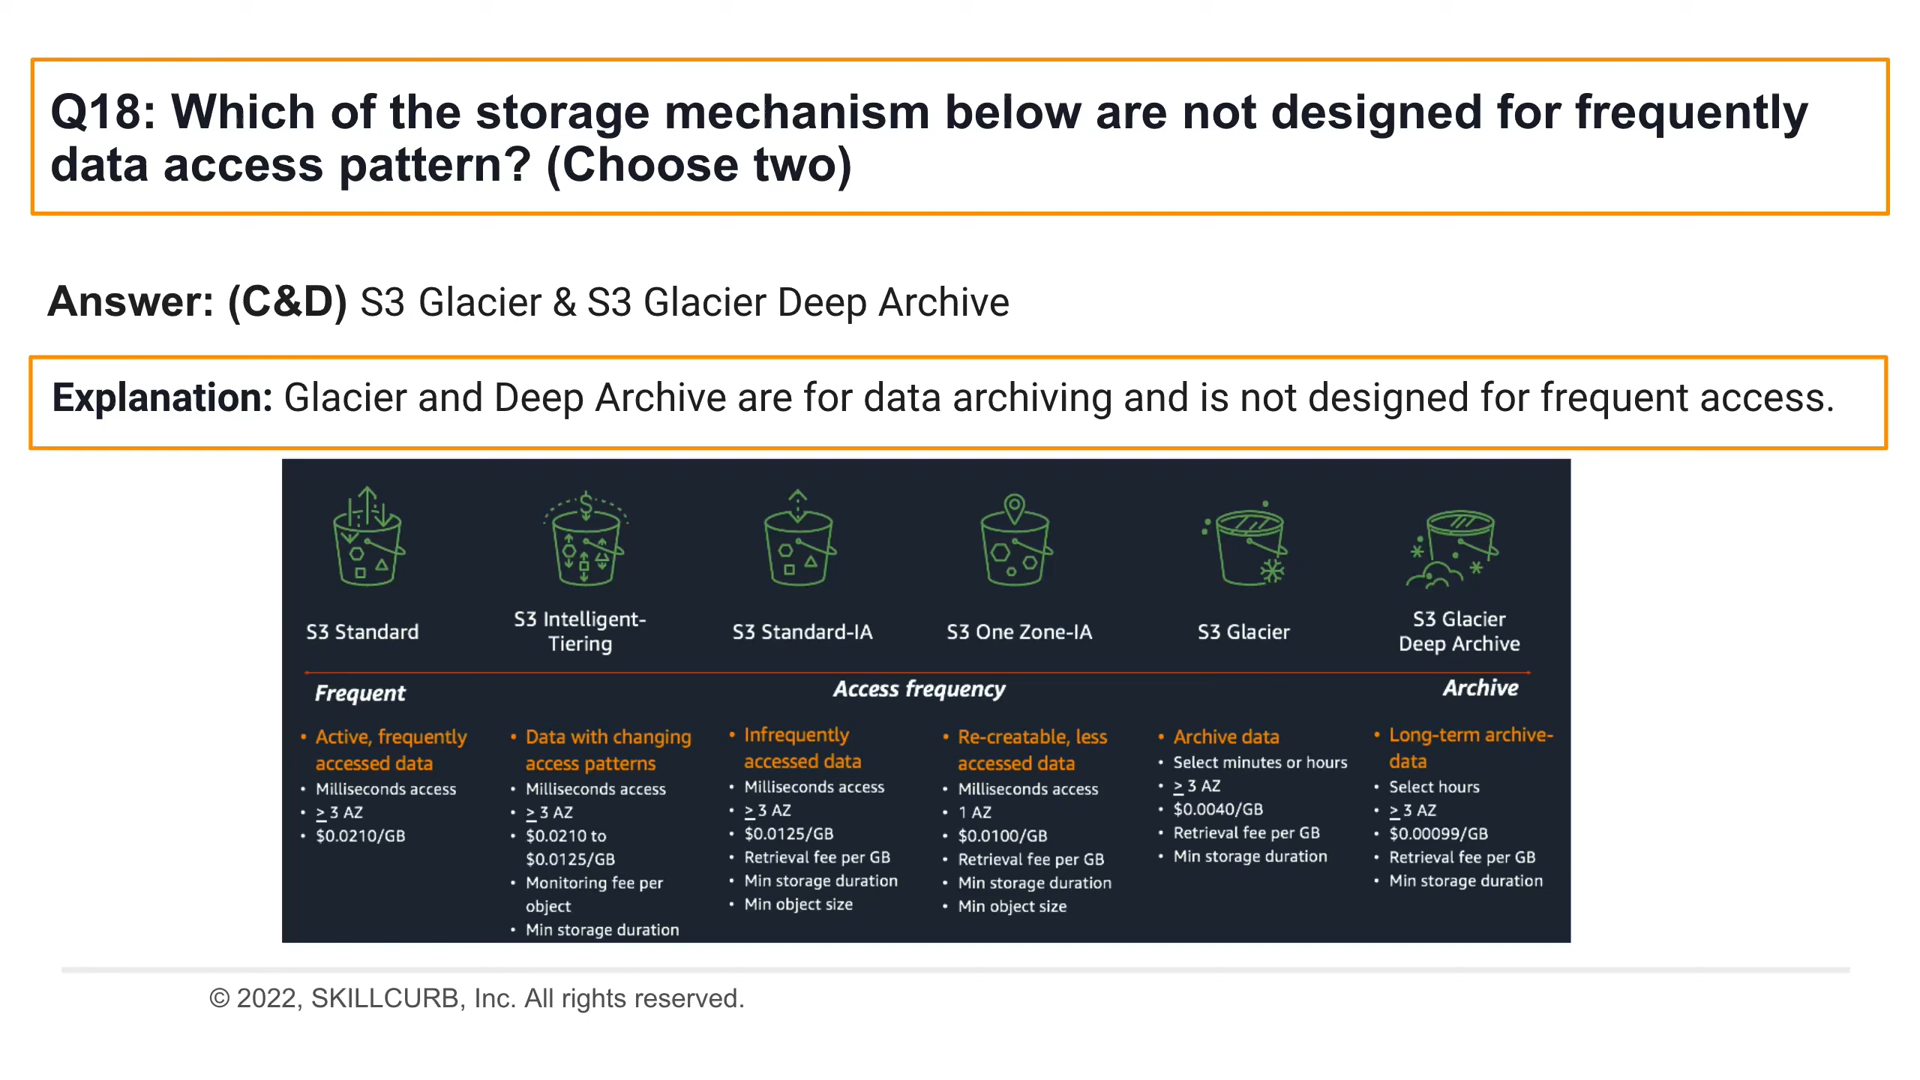 Q18: Which of the storage mechanism below are not designed for frequently
data access pattern? (Choose two)
Answer: (C&D) S3 Glacier & S3 Glacier Deep Archive
Explanation: Glacier and Deep Archive are for data archiving and is not designed for frequent access.
S3 Standard
S3 Intelligent-
Tiering
S3 Standard-IA
S3 One Zone-IA
S3 Glacier
S3 Glacier
Deep Archive
Frequent
Access frequency
Archive
• Active, frequently
accessed data
• Milliseconds access
• ≥ 3 AZ
• $0.0210/GB
• Data with changing
access patterns
• Milliseconds access
• ≥ 3 AZ
• $0.0210 to
$0.0125/GB
• Monitoring fee per
object
• Min storage duration
• Infrequently
accessed data
• Milliseconds access
• ≥ 3 AZ
• $0.0125/GB
• Retrieval fee per GB
• Min storage duration
• Min object size
• Re-creatable, less
accessed data
• Milliseconds access
• 1 AZ
• $0.0100/GB
• Retrieval fee per GB
• Min storage duration
• Min object size
• Archive data
• Select minutes or hours
• ≥ 3 AZ
• $0.0040/GB
• Retrieval fee per GB
• Min storage duration
• Long-term archive-
data
• Select hours
• ≥ 3 AZ
• $0.00099/GB
• Retrieval fee per GB
• Min storage duration
© 2022, SKILLCURB, Inc. All rights reserved.